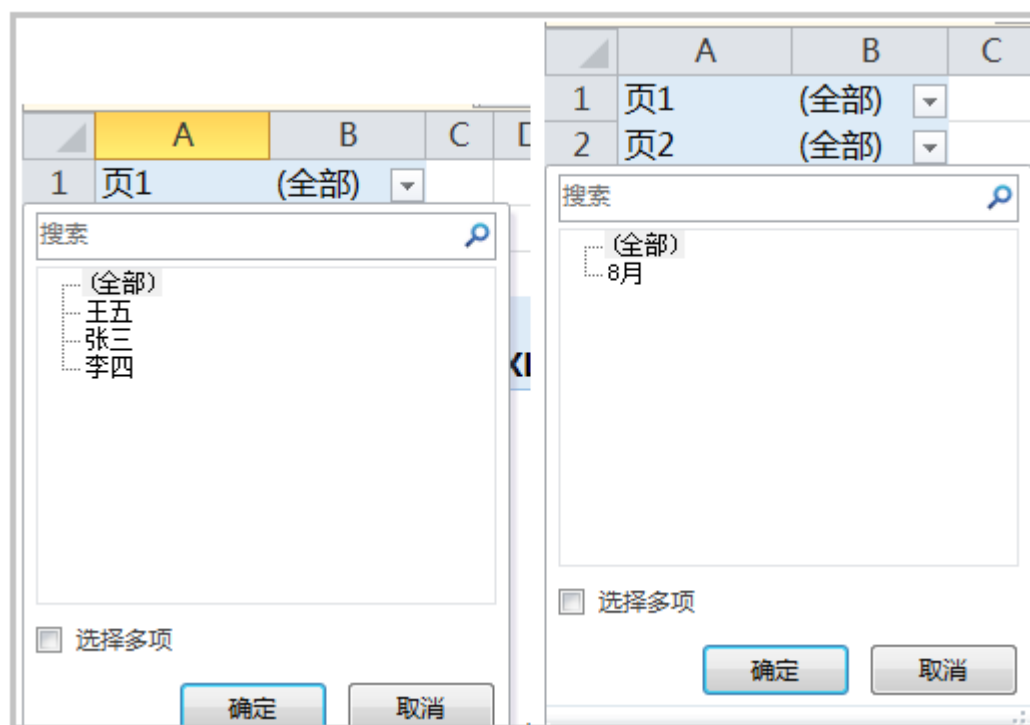 A B C
1 页1 (全部)
搜索
(全部)
王五
张三
李四
选择多项
确定 取消
A B C
1 页1 (全部)
2 页2 (全部)
搜索
(全部)
8月
选择多项
确定 取消